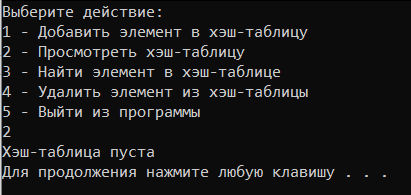 Выберите действие:
1 - Добавить элемент в хэш-таблицу
2 - Просмотреть хэш-таблицу
3 - Найти элемент в хэш-таблице
4 - Удалить элемент из хэш-таблицы
5 - Выйти из программы
2
Хэш-таблица пуста
Для продолжения нажмите любую клавишу . . .